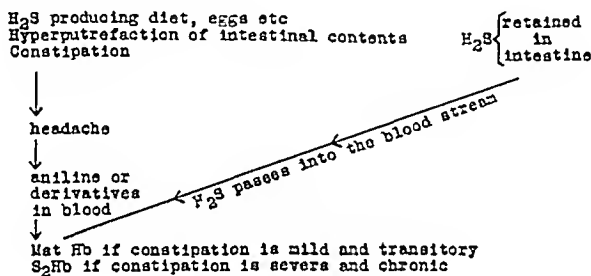 H2S producing diet, eggs etc
Hyperputrefaction of intestinal contents
Constipation
H2S { retained
in
intestine
headache
H2S passes into the blood stream
aniline or
derivatives
in blood
Met Hb if constipation is mild and transitory
S2Hb if constipation is severe and chronic